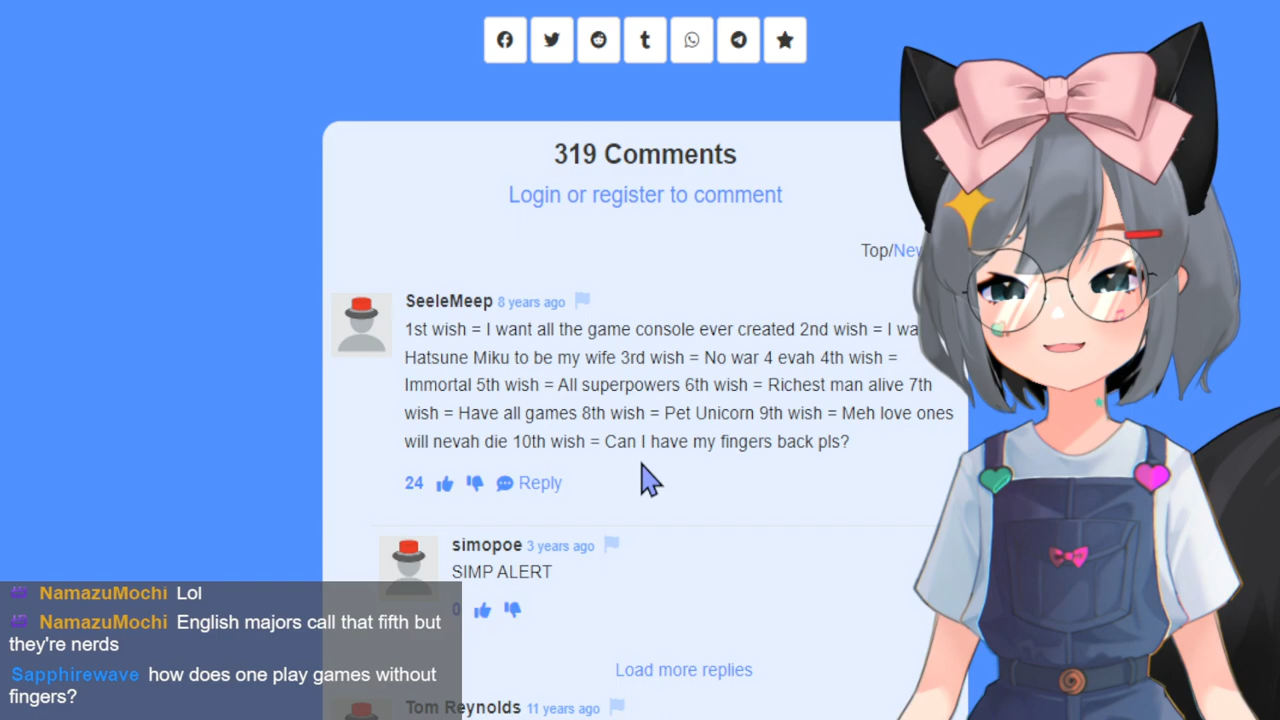 319 Comments
Login or register to comment
Top/New
SeeleMeep 8 years ago
1st wish = I want all the game console ever created 2nd wish = I wa
Hatsune Miku to be my wife 3rd wish = No war 4 evah 4th wish =
Immortal 5th wish = All superpowers 6th wish = Richest man alive 7th
wish = Have all games 8th wish = Pet Unicorn 9th wish = Meh love ones
will nevah die 10th wish = Can I have my fingers back pls?
24 Reply
simopoe 3 years ago
SIMP ALERT
0
Load more replies
Tom Reynolds 11 years ago
NamazuMochi Lol
NamazuMochi English majors call that fifth but
they're nerds
Sapphirewave how does one play games without
fingers?